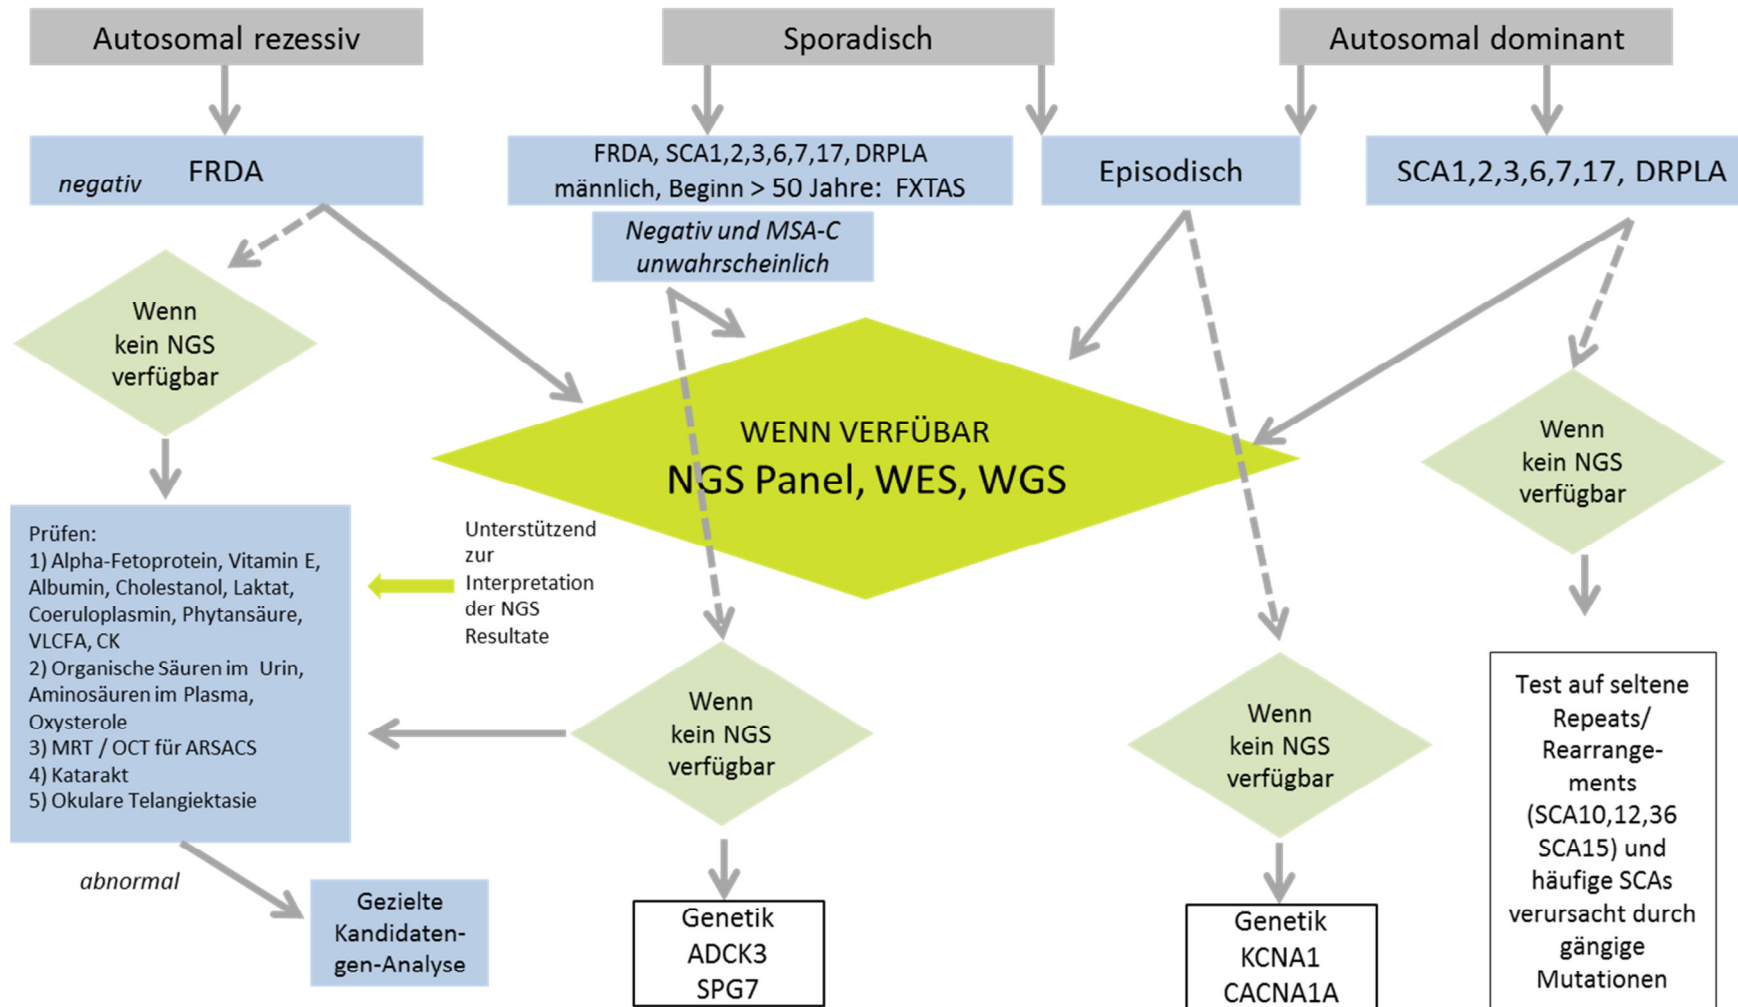 Autosomal rezessiv
Sporadisch
Autosomal dominant
negativ
FRDA
FRDA, SCA1,2,3,6,7,17, DRPLA
männlich, Beginn > 50 Jahre: FXTAS
Episodisch
SCA1,2,3,6,7,17, DRPLA
Negativ und MSA-C
unwahrscheinlich
Wenn
kein NGS
verfügbar
WENN VERFÜBAR
NGS Panel, WES, WGS
Wenn
kein NGS
verfügbar
Prüfen:
1) Alpha-Fetoprotein, Vitamin E,
Albumin, Cholestanol, Laktat,
Coeruloplasmin, Phytansäure,
VLCFA, CK
2) Organische Säuren im Urin,
Aminosäuren im Plasma,
Oxysterole
3) MRT / OCT für ARSACS
4) Katarakt
5) Okulare Telangiektasie
Unterstützend
zur
Interpretation
der NGS
Resultate
Wenn
kein NGS
verfügbar
Wenn
kein NGS
verfügbar
Test auf seltene
Repeats/
Rearrange-
ments
(SCA10,12,36
SCA15) und
häufige SCAs
verursacht durch
gängige
Mutationen
abnormal
Gezielte
Kandidaten-
gen-Analyse
Genetik
ADCK3
SPG7
Genetik
KCNA1
CACNA1A